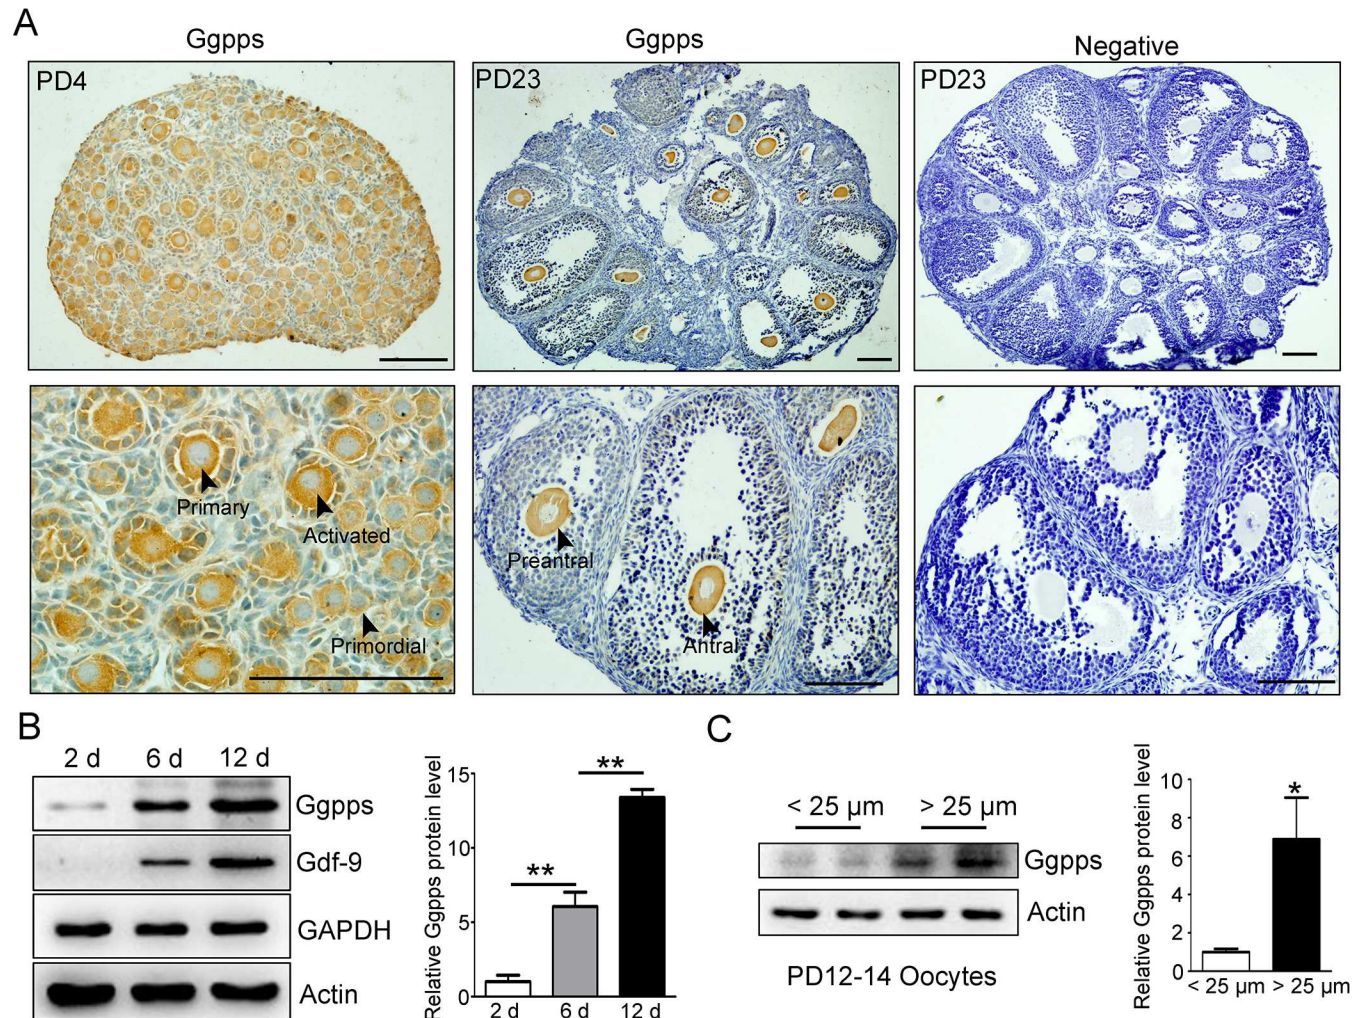 A
Ggpps
Ggpps
Negative
PD4
PD23
PD23
Primary
Activated
Primordial
Preantral
Antral
B
2 d 6 d 12 d
Ggpps
Gdf-9
GAPDH
Actin
Relative Ggpps protein level
15
10
5
0
**
**
2 d 6 d 12 d
C
< 25 μm > 25 μm
Ggpps
Actin
PD12-14 Oocytes
Relative Ggpps protein level
10
8
6
4
2
0
*
< 25 μm > 25 μm